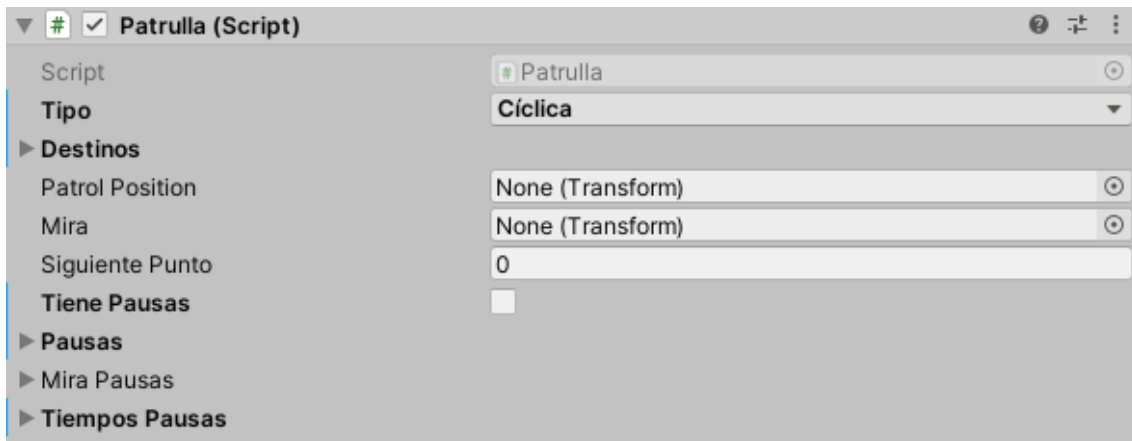 # Patrulla (Script)
Script # Patrulla
Tipo Cíclica
Destinos
Patrol Position None (Transform)
Mira None (Transform)
Siguiente Punto 0
Tiene Pausas
Pausas
Mira Pausas
Tiempos Pausas